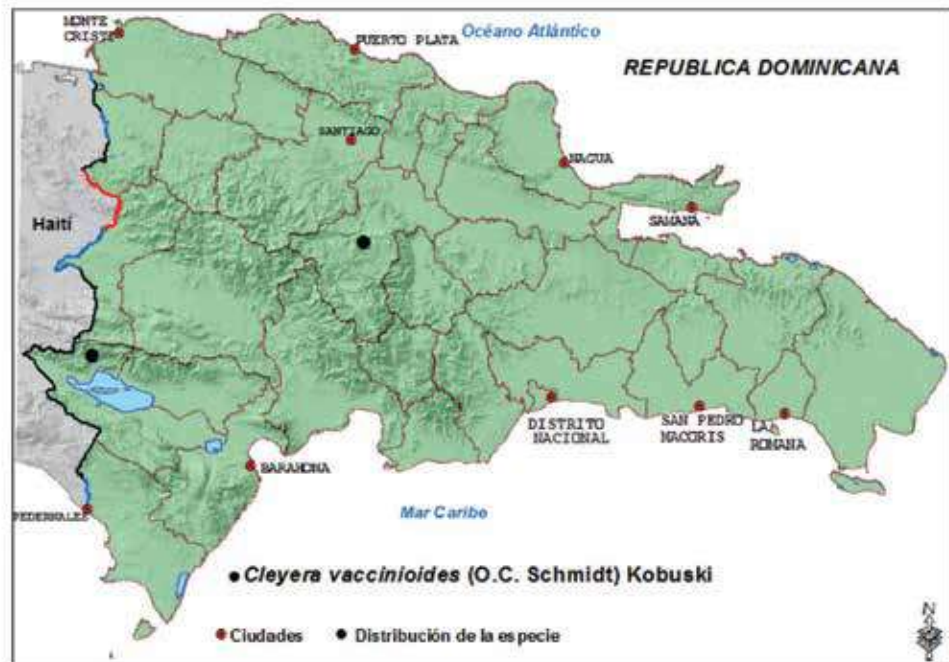 MONTE
CRISTI
PUERTO PLATA
Océano Atlántico
REPUBLICA DOMINICANA
SANTIAGO
NAGUA
SAMANA
Haití
DISTRITO
NACIONAL
SAN PEDRO
MACORIS
LA
ROMANA
BARAHONA
PEDERNALES
Mar Caribe
Cleyera vaccinioides (O.C. Schmidt) Kobuski
Ciudades
Distribución de la especie
N